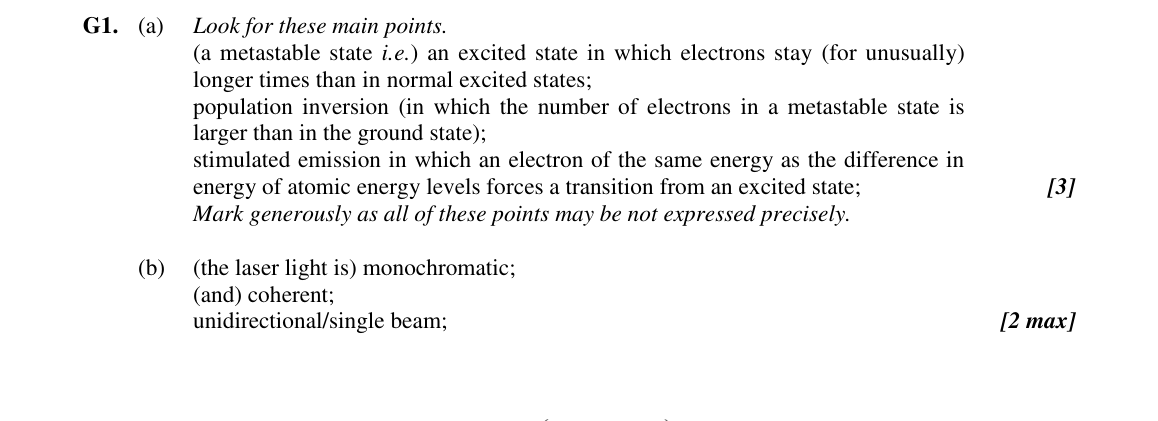 G1. (a) Look for these main points.
(a metastable state i.e.) an excited state in which electrons stay (for unusually)
longer times than in normal excited states;
population inversion (in which the number of electrons in a metastable state is
larger than in the ground state);
stimulated emission in which an electron of the same energy as the difference in
energy of atomic energy levels forces a transition from an excited state; [3]
Mark generously as all of these points may be not expressed precisely.
(b) (the laser light is) monochromatic;
(and) coherent;
unidirectional/single beam; [2 max]